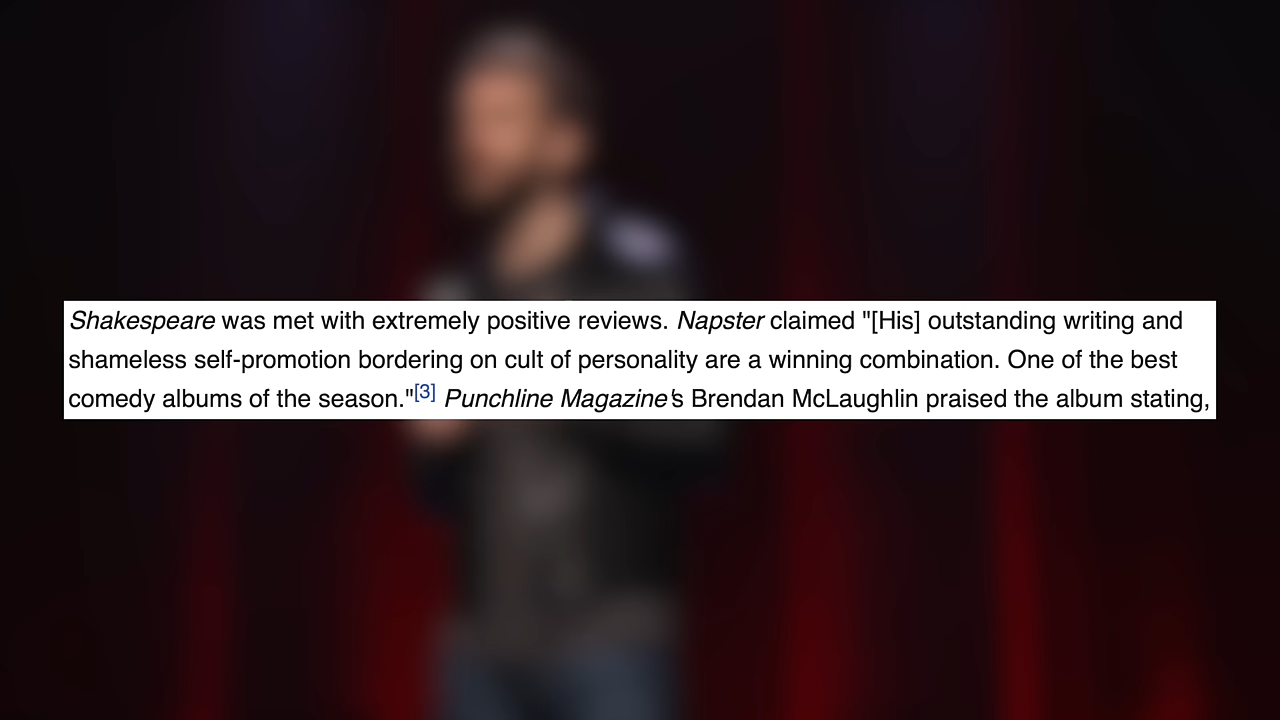 Shakespeare was met with extremely positive reviews. Napster claimed "[His] outstanding writing and
shameless self-promotion bordering on cult of personality are a winning combination. One of the best
comedy albums of the season."[3] Punchline Magazine's Brendan McLaughlin praised the album stating,